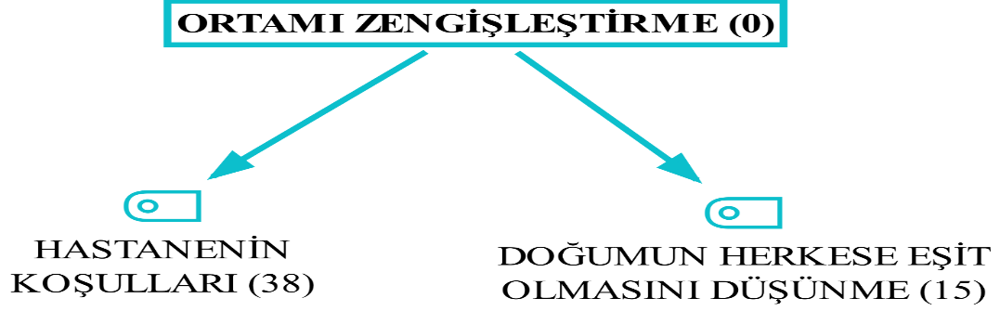 ORTAMI ZENGİŞLEŞTİRME (0)
HASTANENİN
KOŞULLARI (38)
DOĞUMUN HERKESE EŞİT
OLMASINI DÜŞÜNME (15)